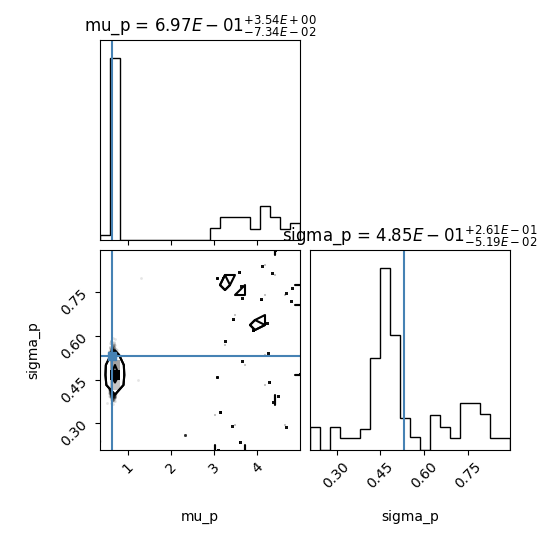 mu_p = 6.97E − 01+3.54E+00 −7.34E−02
sigma_p = 4.85E − 01+2.61E−01 −5.19E−02
0.75
0.60
0.45
0.30
sigma_p
1 2 3 4
0.30 0.45 0.60 0.75
mu_p
sigma_p